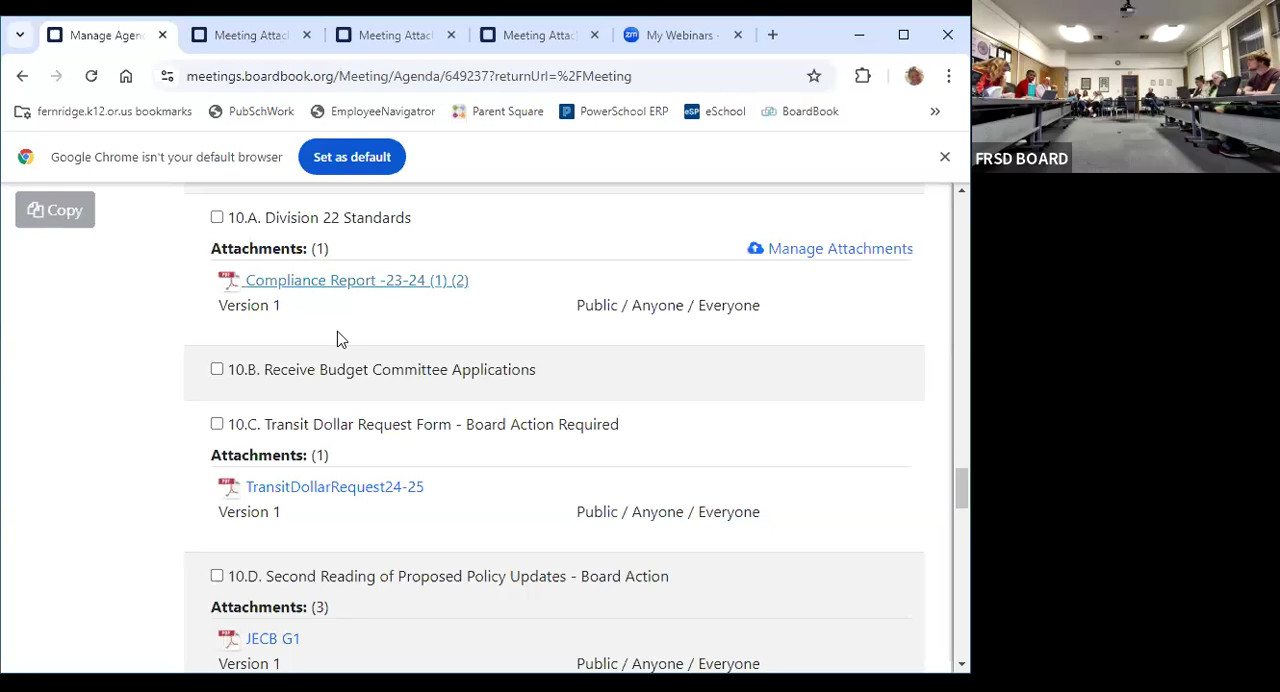 Manage Agen
Meeting Attacl
Meeting Attacl
Meeting Attac
zm My Webinars -
meetings.boardbook.org/Meeting/Agenda/649237?returnUrl=%2FMeeting
fernridge.k12.or.us bookmarks
PubSchWork
EmployeeNavigator
Parent Square
PowerSchool ERP
eSP eSchool
BoardBook
Google Chrome isn't your default browser
Set as default
Copy
10.A. Division 22 Standards
Attachments: (1)
Manage Attachments
Compliance Report -23-24 (1) (2)
Version 1
Public / Anyone / Everyone
10.B. Receive Budget Committee Applications
10.C. Transit Dollar Request Form - Board Action Required
Attachments: (1)
TransitDollarRequest24-25
Version 1
Public / Anyone / Everyone
10.D. Second Reading of Proposed Policy Updates - Board Action
Attachments: (3)
JECB G1
Version 1
Public / Anyone / Everyone
FRSD BOARD